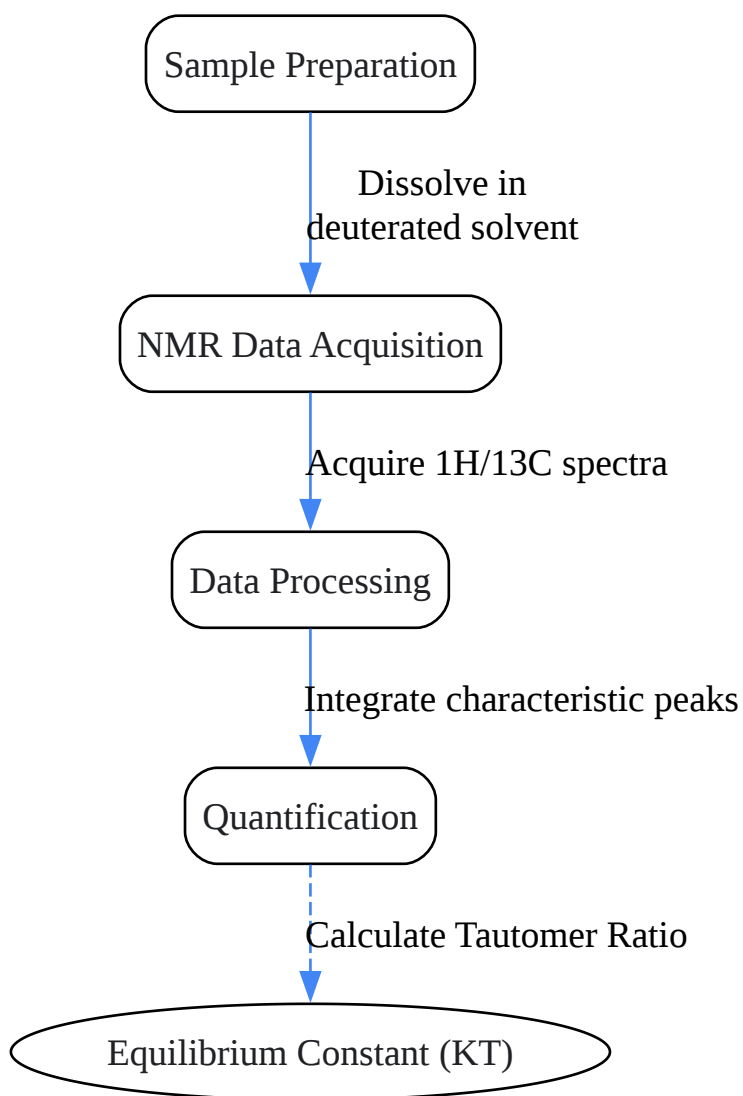 Sample Preparation
Dissolve in
deuterated solvent
NMR Data Acquisition
Acquire 1H/13C spectra
Data Processing
Integrate characteristic peaks
Quantification
Calculate Tautomer Ratio
Equilibrium Constant (KT)